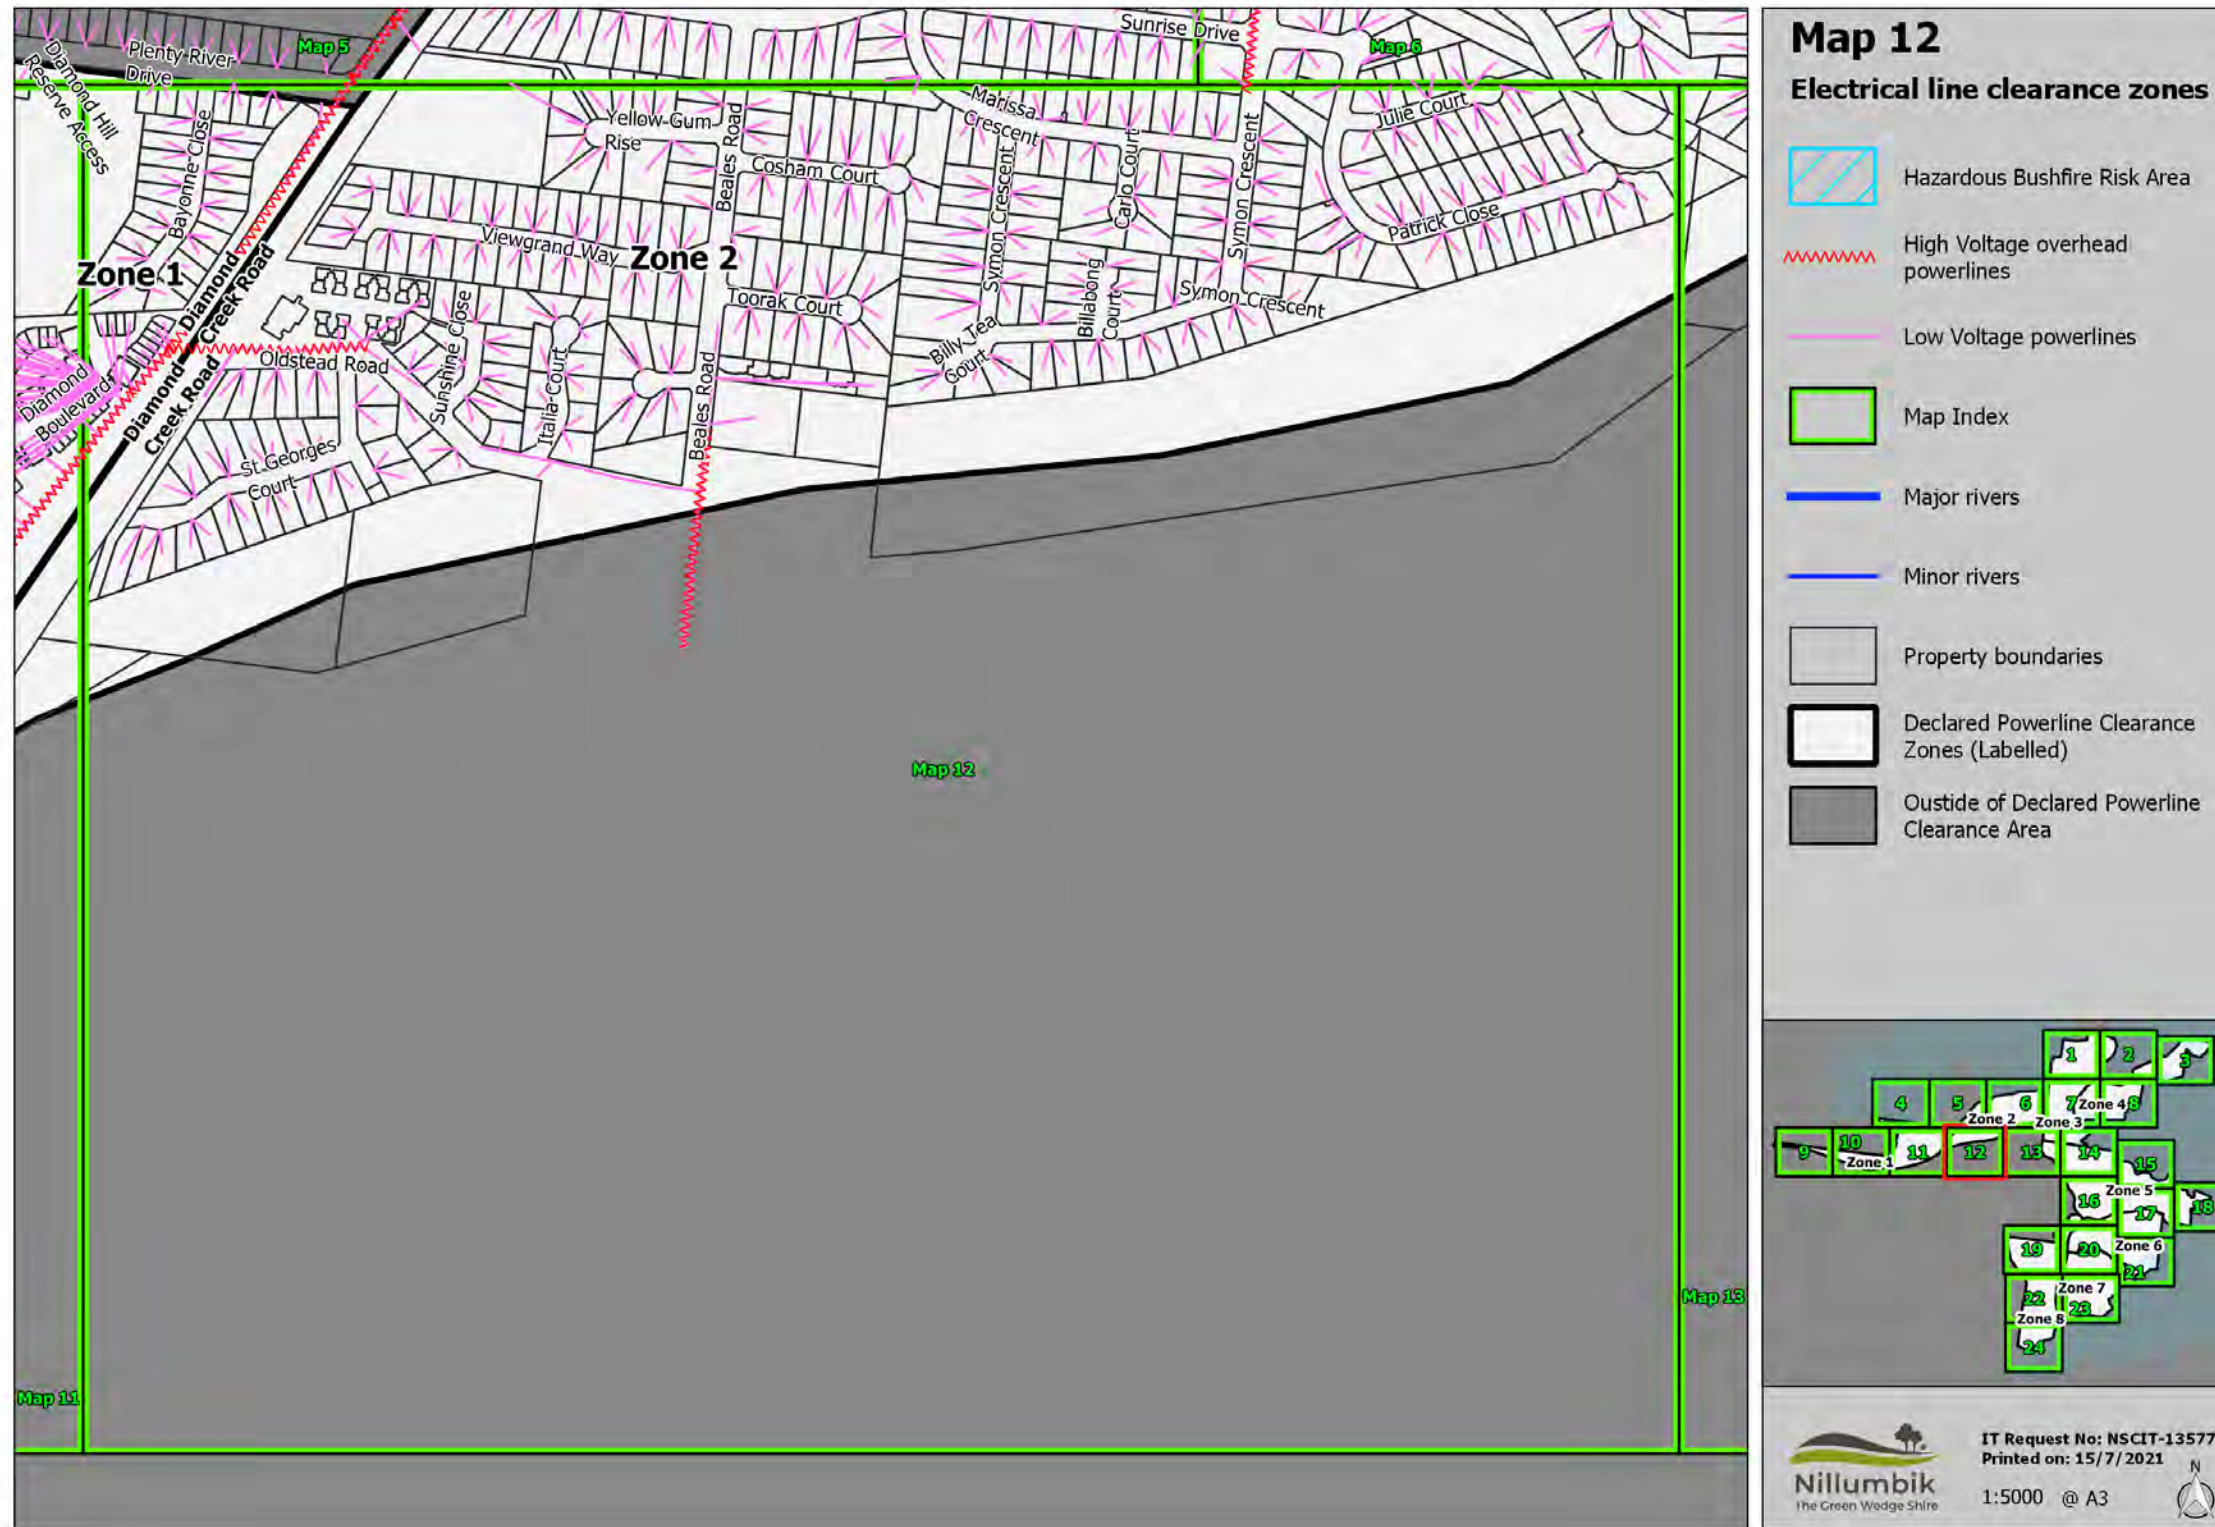 Map 12
Electrical line clearance zones
Hazardous Bushfire Risk Area
High Voltage overhead
powerlines
Low Voltage powerlines
Map Index
Major rivers
Minor rivers
Property boundaries
Declared Powerline Clearance
Zones (Labelled)
Oustide of Declared Powerline
Clearance Area
Map 5
Map 6
Sunrise Drive
Plenty River
Drive
Diamond Hill
Reserve Access
Bayonne Close
Yellow Gum
Rise
Beales Road
Cosham Court
Marissa
Crescent
Symon Crescent
Carlo Court
Symon Crescent
Julie Court
Patrick Close
Viewgrand Way
Zone 2
Zone 1
Diamond
Creek Road
Toorak Court
Billabong
Court
Symon Crescent
Billy Tea
Court
Oldstead Road
Sunshine Close
Italia Court
Beales Road
Diamond
Boulevard
Diamond
Creek Road
St Georges
Court
Map 12
Map 13
Map 11
1
2
3
4
5
6
7
Zone 4
8
Zone 2
Zone 3
9
10
Zone 1
11
12
13
14
15
16
Zone 5
17
18
19
20
Zone 6
21
22
Zone 7
23
Zone 8
24
Nillumbik
The Green Wedge Shire
IT Request No: NSCIT-13577
Printed on: 15/7/2021
1:5000 @ A3
N